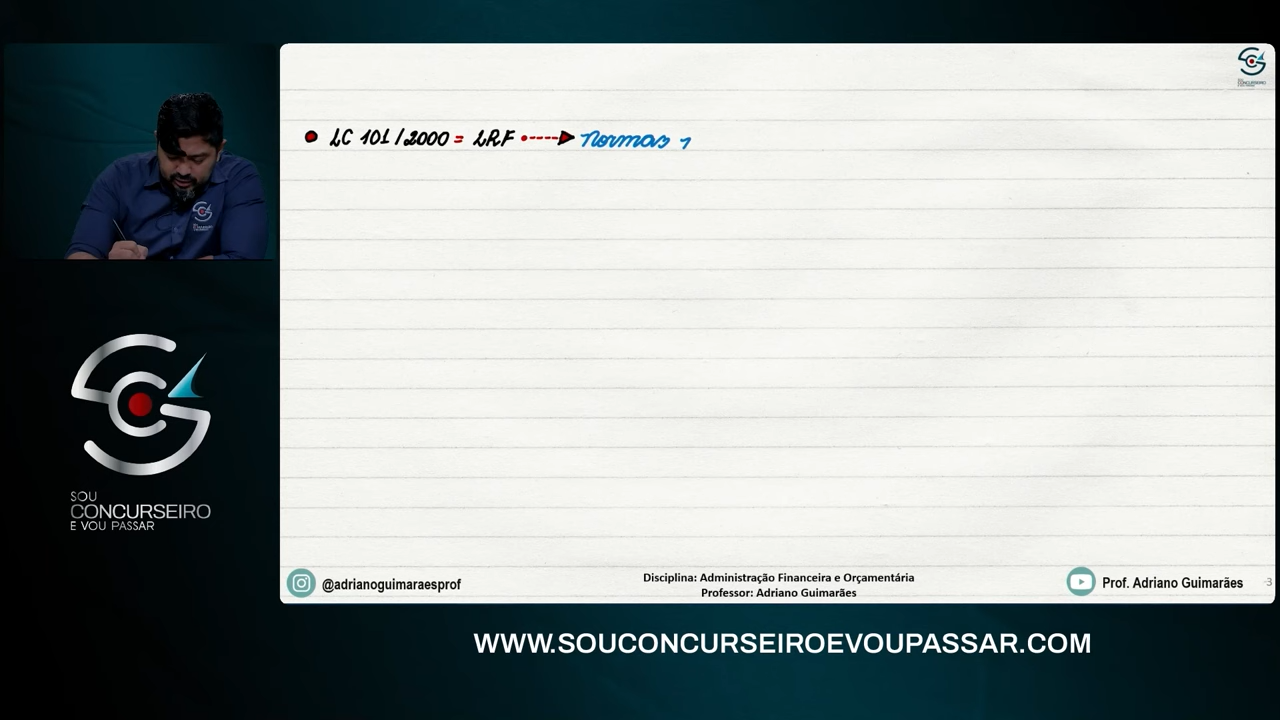 LC 101/2000 = LRF Normas
SOU
CONCURSEIRO
E VOU PASSAR
@adrianoguimaraesprof
Disciplina: Administração Financeira e Orçamentária
Professor: Adriano Guimarães
Prof. Adriano Guimarães
3
WWW.SOUCONCURSEIROEVOUPASSAR.COM